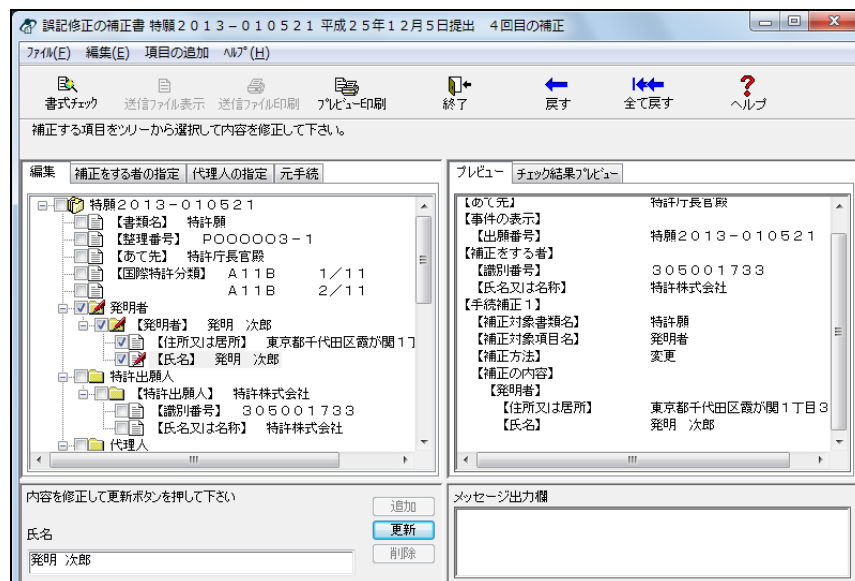 誤記修正の補正書 特願２０１３－０１０５２１ 平成２５年１２月５日提出　４回目の補正
ﾌｧｲﾙ(F)　編集(E)　項目の追加　ﾍﾙﾌﾟ(H)
書式ﾁｪｯｸ　送信ﾌｧｲﾙ表示　送信ﾌｧｲﾙ印刷　ﾌﾟﾚﾋﾞｭｰ印刷　終了　戻す　全て戻す　ヘルプ
補正する項目をツリーから選択して内容を修正して下さい。
編集　補正をする者の指定　代理人の指定　元手続
特願２０１３－０１０５２１
【書類名】　特許願
【整理番号】　Ｐ０００００３－１
【あて先】　特許庁長官殿
【国際特許分類】　Ａ１１Ｂ　　１／１１
Ａ１１Ｂ　　２／１１
発明者
【発明者】　発明　次郎
【住所又は居所】　東京都千代田区霞が関１丁
【氏名】　発明　次郎
特許出願人
【特許出願人】　特許株式会社
【識別番号】　３０５００１７３３
【氏名又は名称】　特許株式会社
代理人
プレビュー　ﾁｪｯｸ結果ﾌﾟﾚﾋﾞｭｰ
【あて先】　特許庁長官殿
【事件の表示】
【出願番号】　特願２０１３－０１０５２１
【補正をする者】
【識別番号】　３０５００１７３３
【氏名又は名称】　特許株式会社
【手続補正１】
【補正対象書類名】　特許願
【補正対象項目名】　発明者
【補正方法】　変更
【補正の内容】
【発明者】
【住所又は居所】　東京都千代田区霞が関１丁目３
【氏名】　発明　次郎
内容を修正して更新ボタンを押して下さい
追加
更新
削除
氏名
発明　次郎
メッセージ出力欄